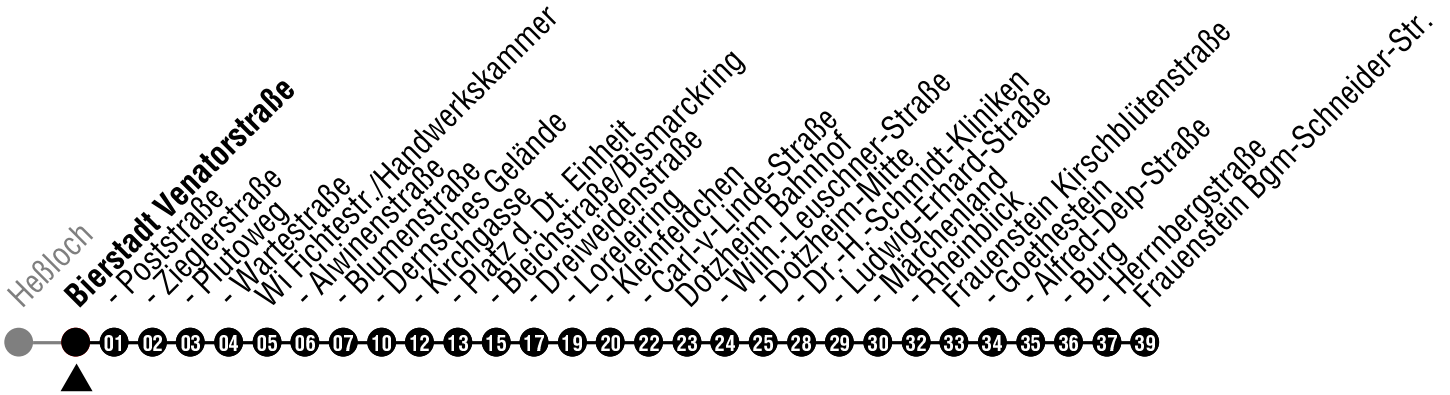 Heßloch
Bierstadt Venatorstraße
- Poststraße
- Zieglerstraße
- Plutoweg
- Wartestraße
Wi Fchtestr./Handwerkskammer
- Alwinenstraße
- Blumenstraße
- Dernsches Gelände
- Kirchgasse
- Platz d. Dt. Einheit
- Bleichstraße/Bismarckring
- Dreiweidenstraße
- Loreleiring
- Kleinfeldchen
- Carl-v-Linde-Straße
Dotzheim Bahnhof
- Wilh.-Leuschner-Straße
- Dotzheim-Mitte
- Dr.-H.-Schmidt-Kliniken
- Ludwig-Erhard-Straße
- Märchenland
- Rheinblick
Frauenstein Kirschblütenstraße
- Goethestein
- Alfred-Delp-Straße
- Burg
- Herrnbergstraße
Frauenstein Bgm-Schneider-Str.
01 02 03 04 05 06 07 10 12 13 15 17 19 20 22 23 24 25 28 29 30 32 33 34 35 36 37 39